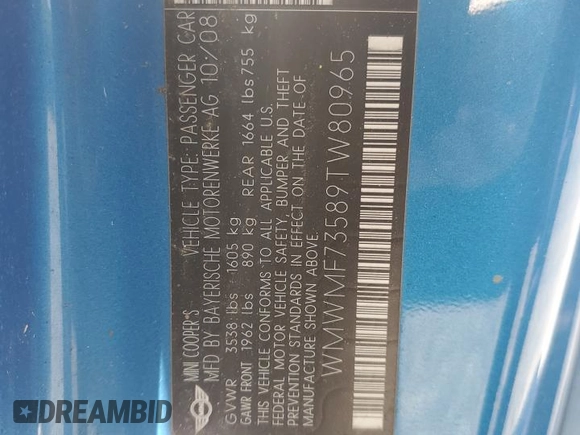 MINI COOPER*S VEHICLE TYPE: PASSENGER CAR
MFD BY BAYERISCHE MOTORENWERKE AG 10/08
GVWR 3538 lbs 1605 kg
GAWR FRONT 1962 lbs 890 kg REAR 1664 lbs 755 kg
THIS VEHICLE CONFORMS TO ALL APPLICABLE U.S.
FEDERAL MOTOR VEHICLE SAFETY, BUMPER AND THEFT
PREVENTION STANDARDS IN EFFECT ON THE DATE OF
MANUFACTURE SHOWN ABOVE.
WMWMF73589TW80965
DREAMBID